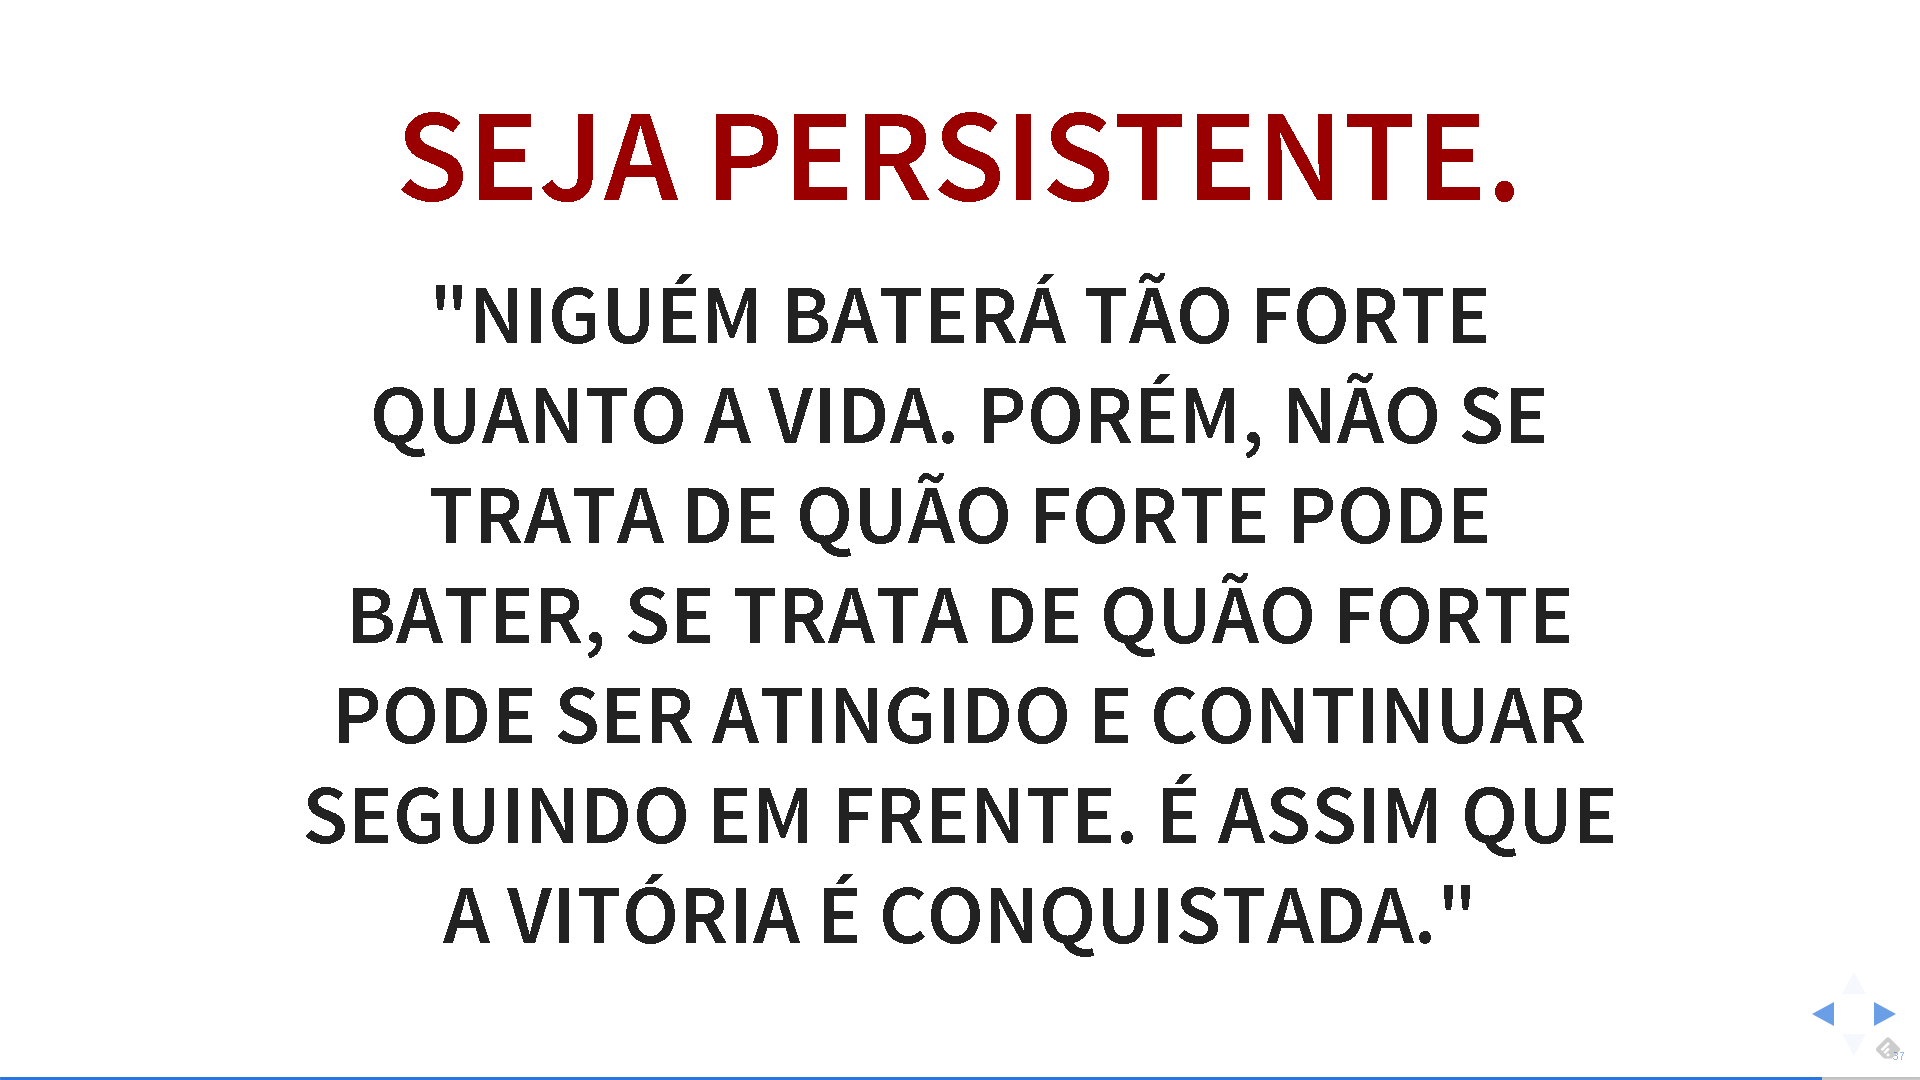 SEJA PERSISTENTE.
"NIGUÉM BATERÁ TÃO FORTE
QUANTO A VIDA. PORÉM, NÃO SE
TRATA DE QUÃO FORTE PODE
BATER, SE TRATA DE QUÃO FORTE
PODE SER ATINGIDO E CONTINUAR
SEGUINDO EM FRENTE. É ASSIM QUE
A VITÓRIA É CONQUISTADA."
57